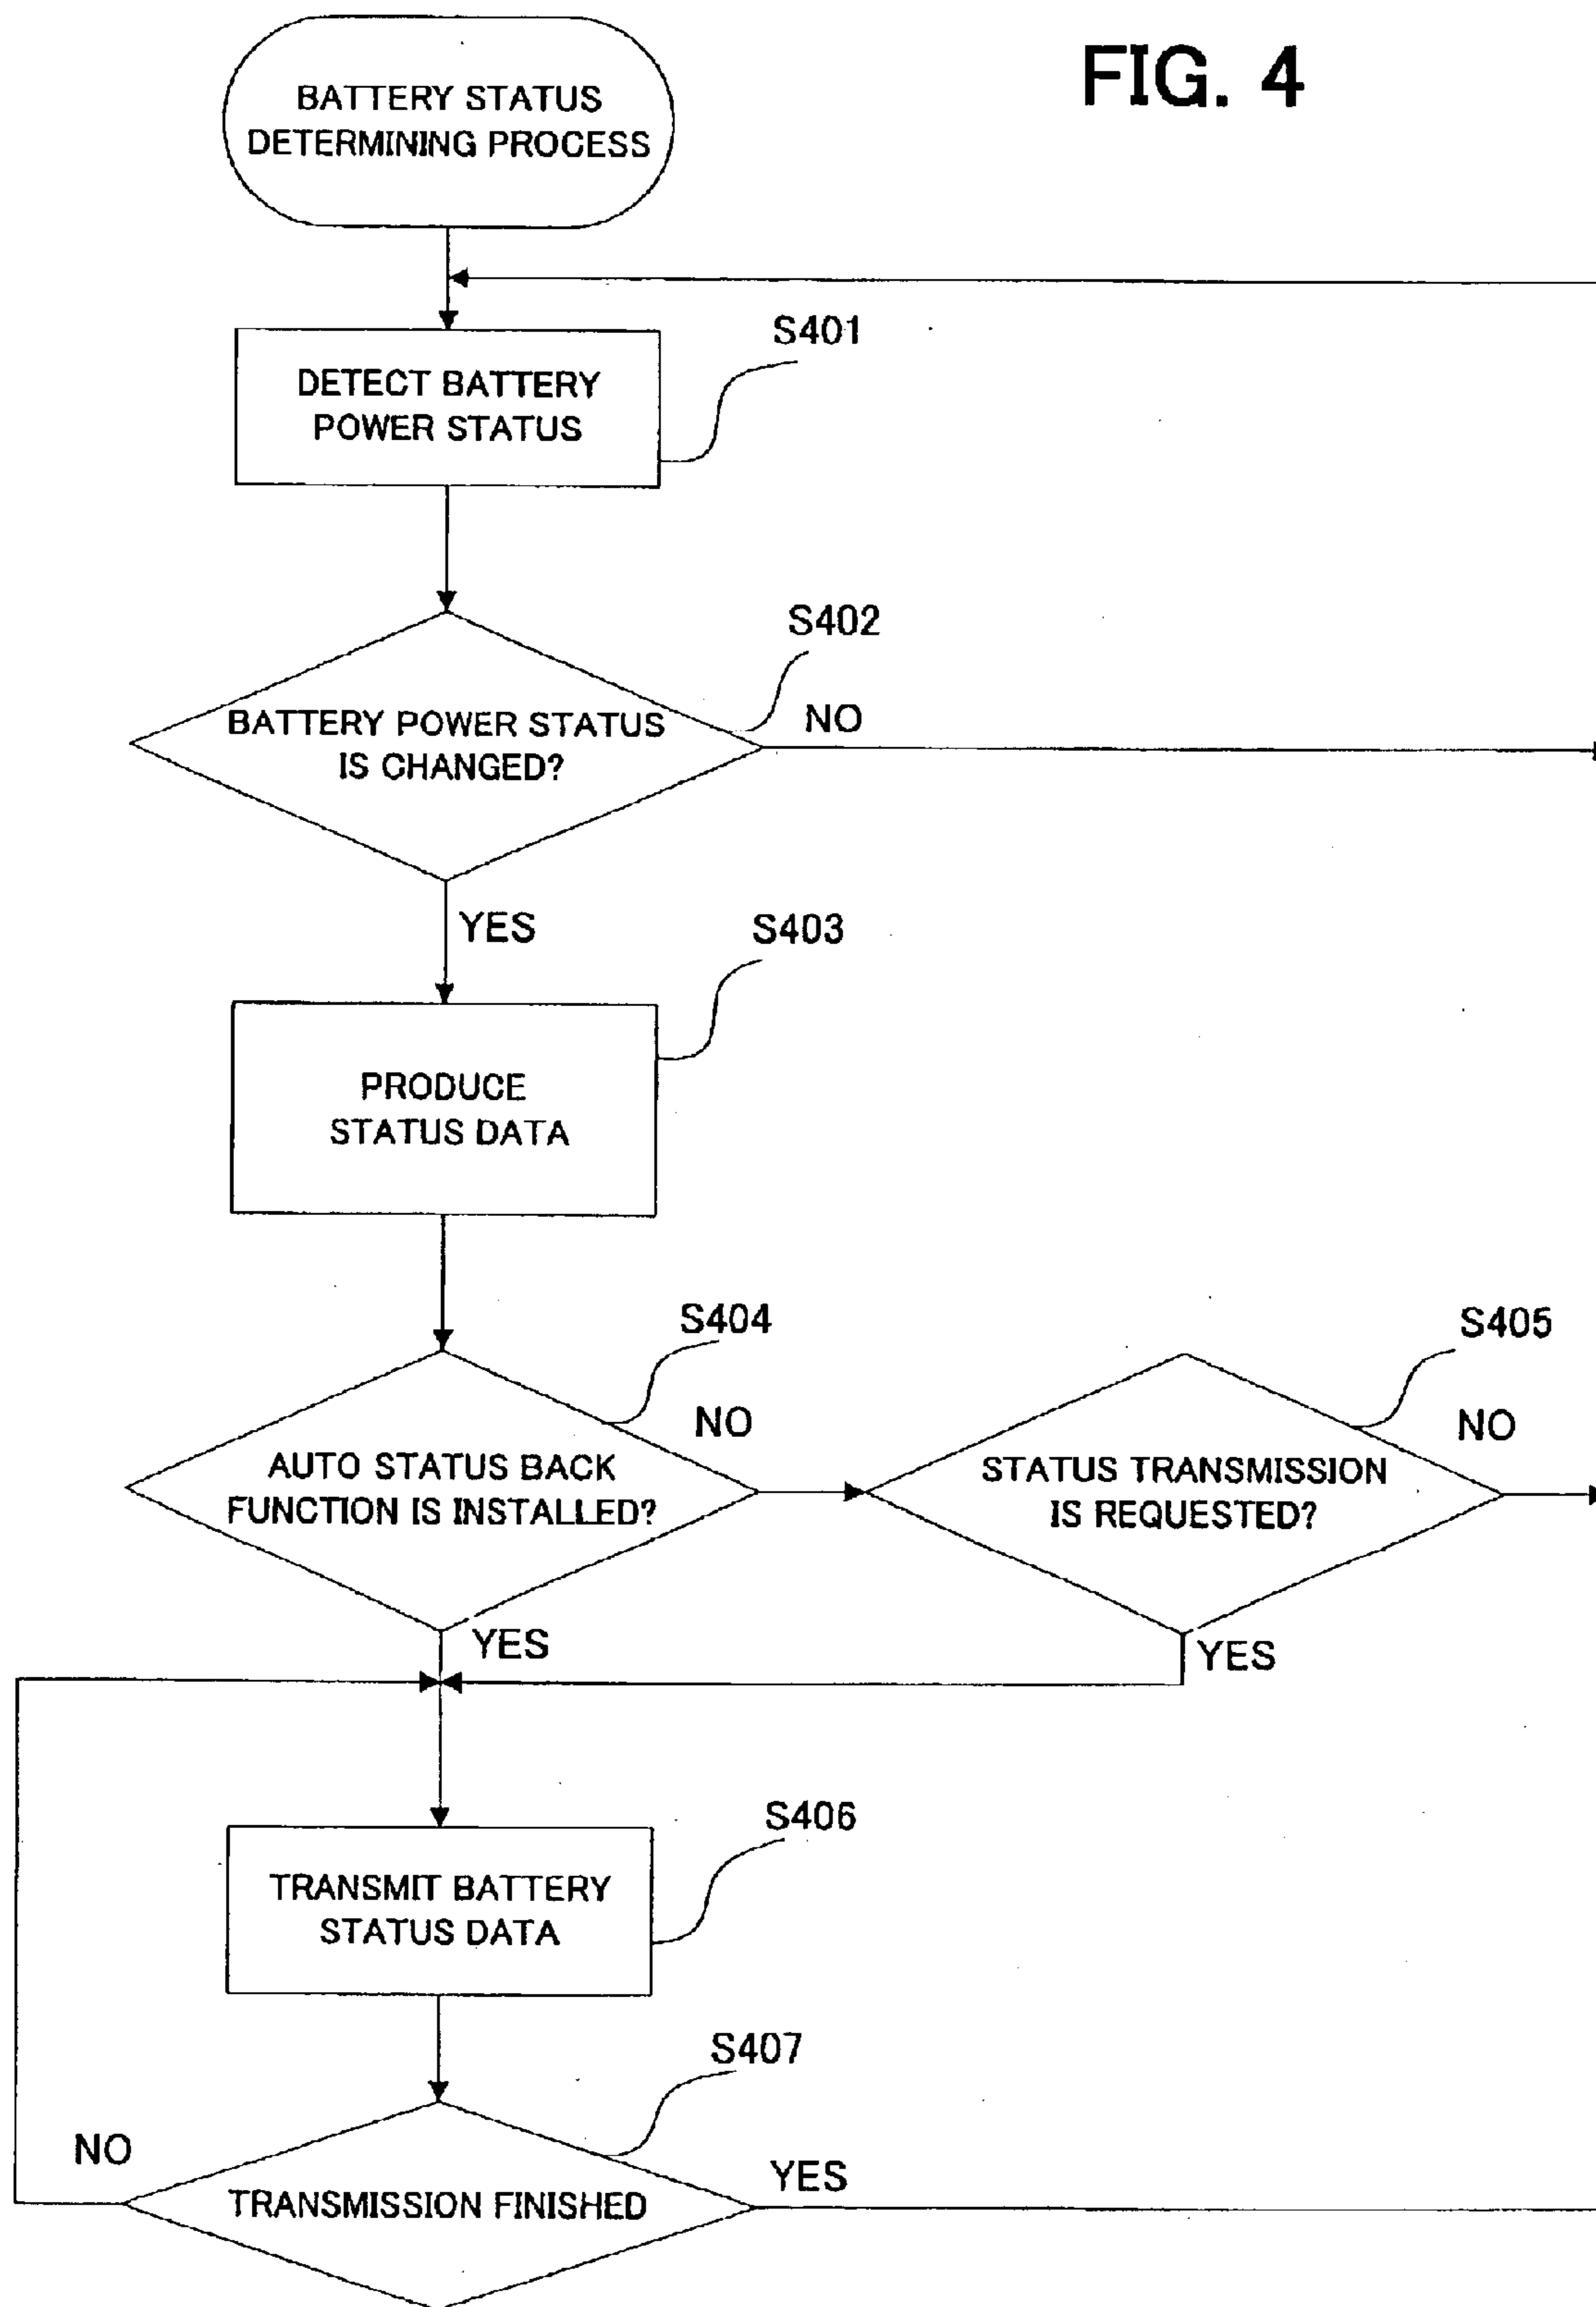 FIG. 4
BATTERY STATUS
DETERMINING PROCESS
S401
DETECT BATTERY
POWER STATUS
S402
BATTERY POWER STATUS
IS CHANGED?
NO
YES
S403
PRODUCE
STATUS DATA
S404
AUTO STATUS BACK
FUNCTION IS INSTALLED?
NO
S405
STATUS TRANSMISSION
IS REQUESTED?
NO
YES
YES
S406
TRANSMIT BATTERY
STATUS DATA
S407
NO
TRANSMISSION FINISHED
YES